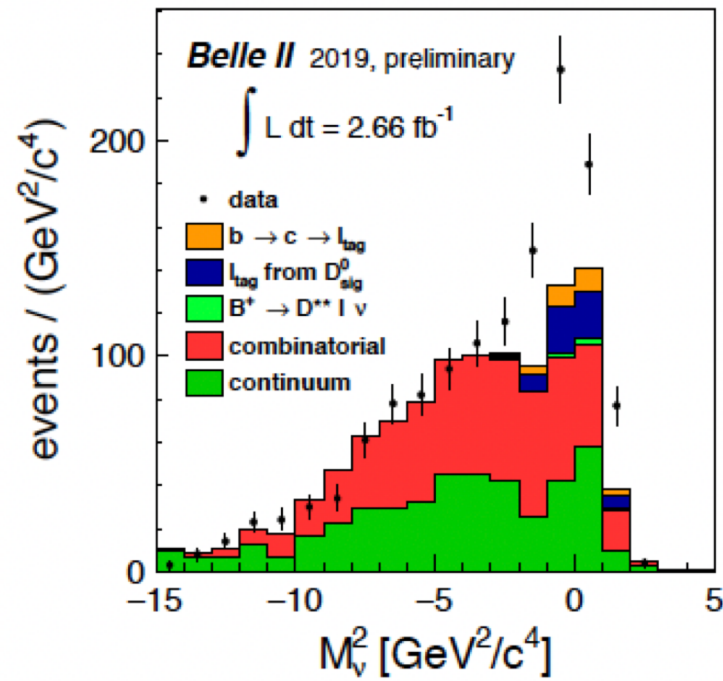 Belle II 2019, preliminary
∫ L dt = 2.66 fb⁻¹
data
b → c → l_tag
l_tag from D⁰_sig
B⁺ → D** l ν
combinatorial
continuum
events / (GeV²/c⁴)
200
100
0
−15 −10 −5 0 5
M²_ν [GeV²/c⁴]